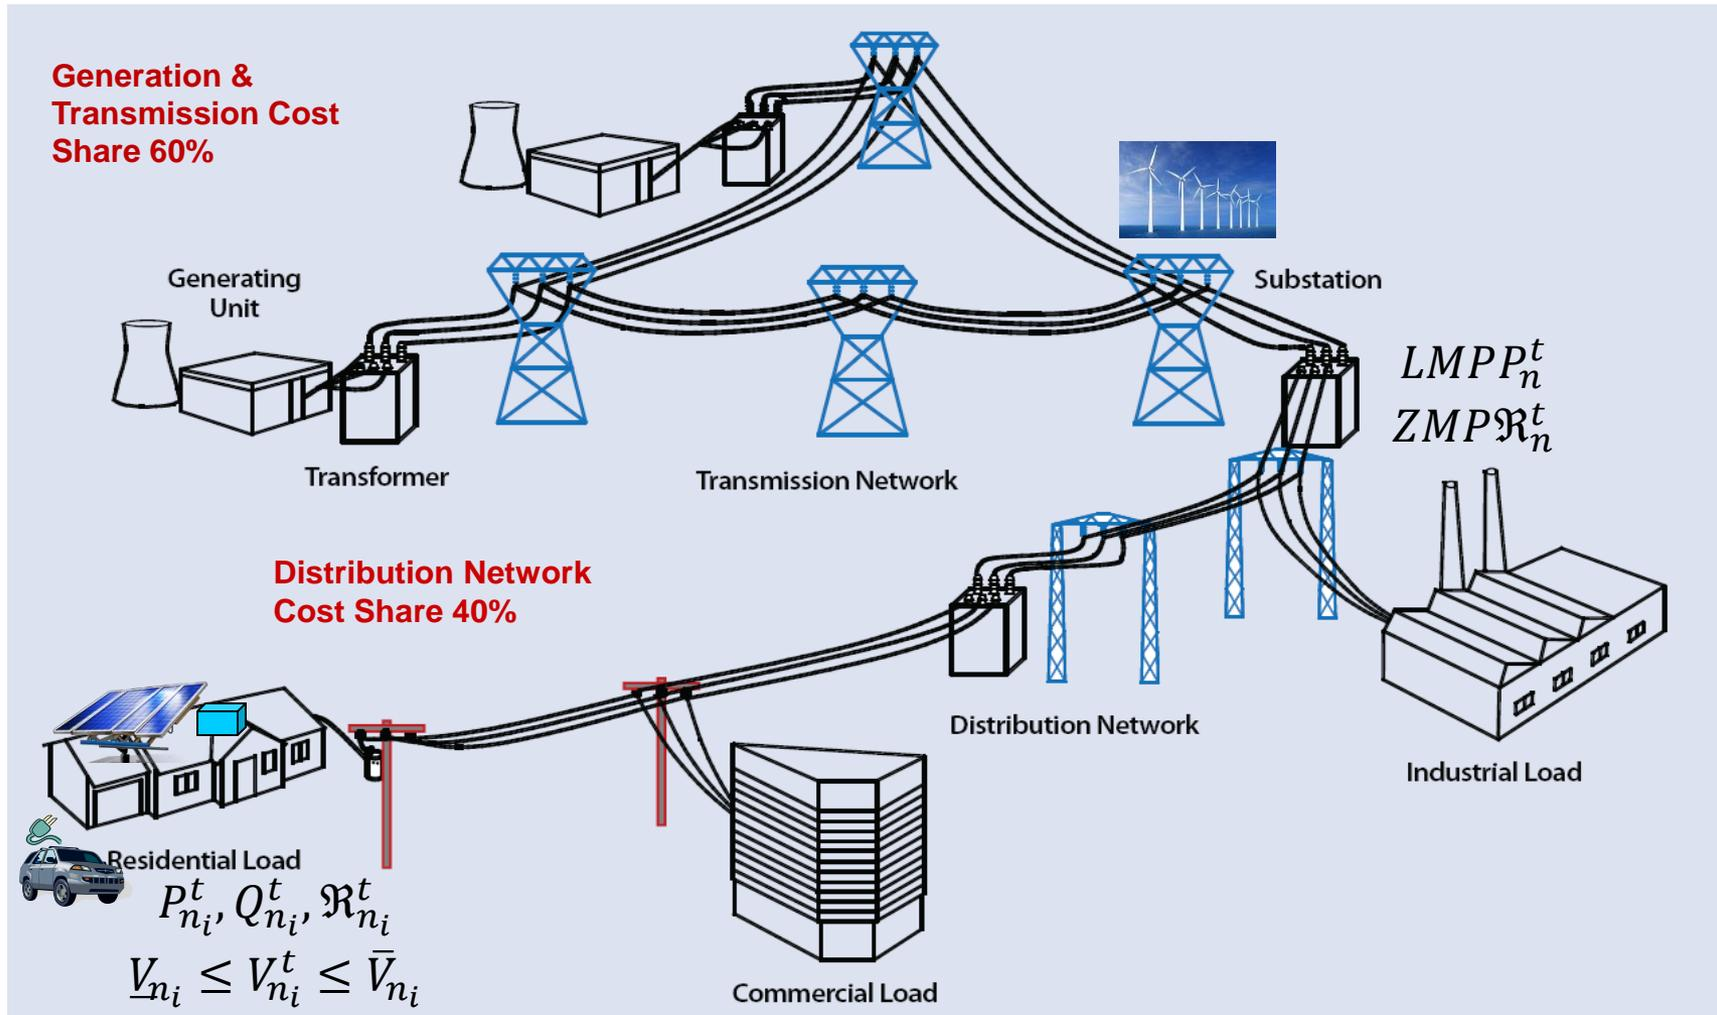 Generation &
Transmission Cost
Share 60%
Generating
Unit
Substation
LMPP_n^t
ZMPℜ_n^t
Transformer
Transmission Network
Distribution Network
Cost Share 40%
Distribution Network
Industrial Load
Residential Load
P_{n_i}^t, Q_{n_i}^t, ℜ_{n_i}^t
V̲_{n_i} ≤ V_{n_i}^t ≤ V̄_{n_i}
Commercial Load